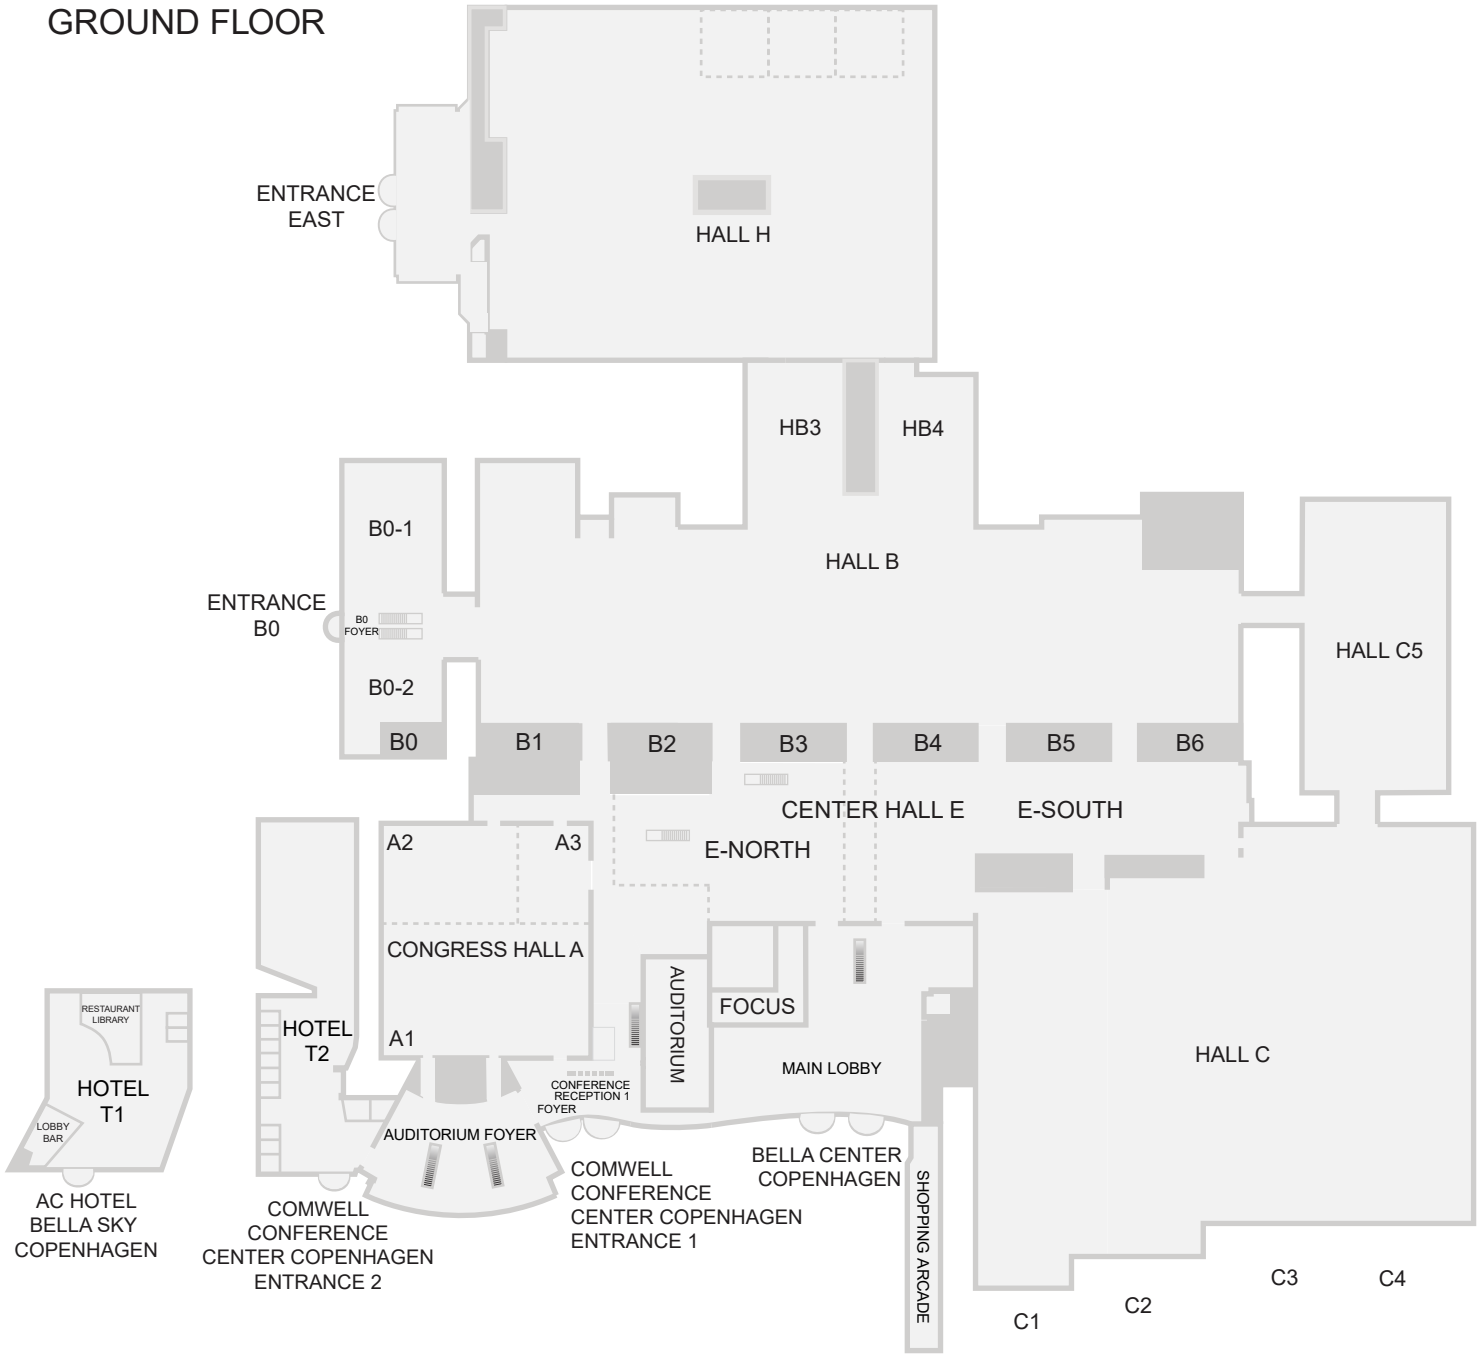 GROUND FLOOR
ENTRANCE
EAST
HALL H
HB3
HB4
B0-1
HALL B
ENTRANCE
B0
B0
FOYER
HALL C5
B0-2
B0
B1
B2
B3
B4
B5
B6
CENTER HALL E
E-SOUTH
E-NORTH
A2
A3
CONGRESS HALL A
A1
AUDITORIUM
FOCUS
MAIN LOBBY
HALL C
RESTAURANT
LIBRARY
HOTEL
T1
LOBBY
BAR
HOTEL
T2
CONFERENCE
RECEPTION 1
FOYER
AUDITORIUM FOYER
AC HOTEL
BELLA SKY
COPENHAGEN
COMWELL
CONFERENCE
CENTER COPENHAGEN
ENTRANCE 2
COMWELL
CONFERENCE
CENTER COPENHAGEN
ENTRANCE 1
BELLA CENTER
COPENHAGEN
SHOPPING ARCADE
C1
C2
C3
C4